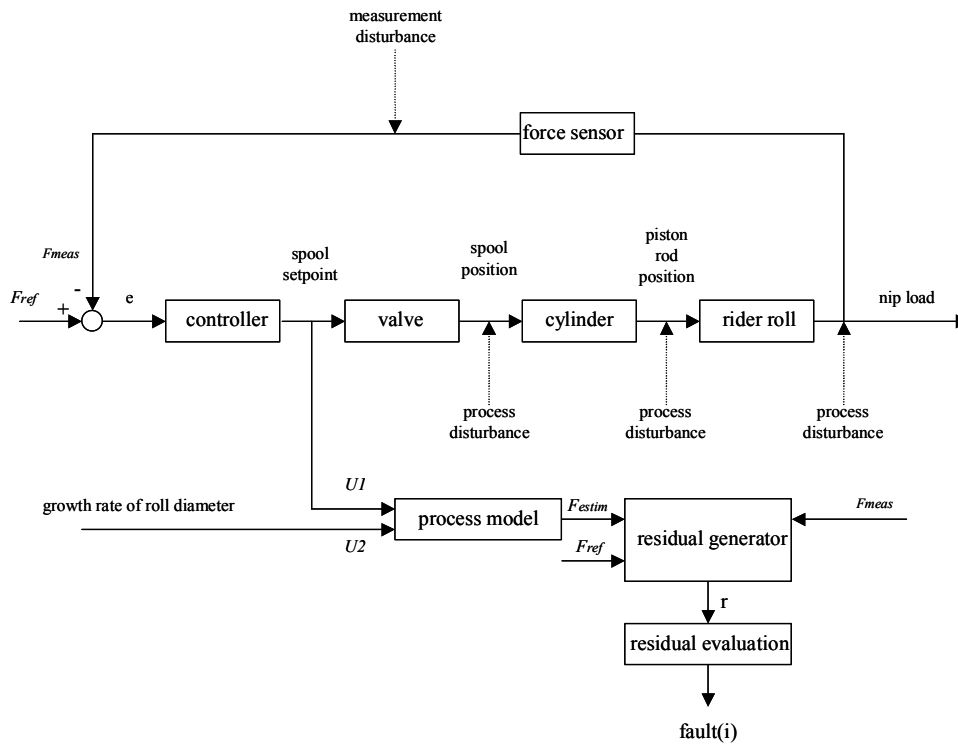 measurement
disturbance
force sensor
Fmeas
spool
setpoint
spool
position
piston
rod
position
Fref
+
-
e
controller
valve
cylinder
rider roll
nip load
process
disturbance
process
disturbance
process
disturbance
growth rate of roll diameter
U1
U2
process model
Festim
Fref
residual generator
Fmeas
r
residual evaluation
fault(i)